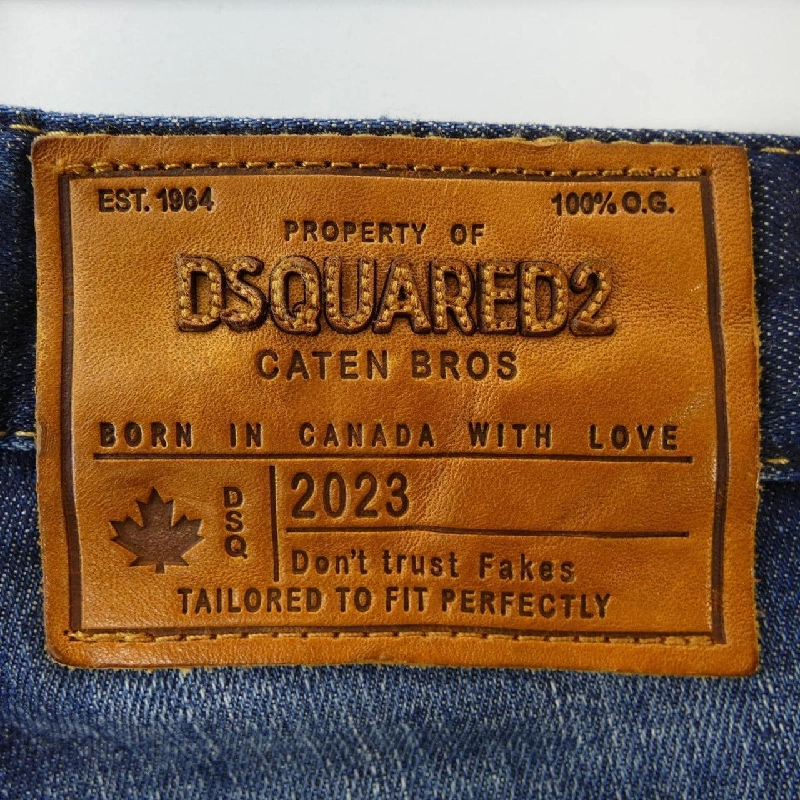 EST. 1964 100% O.G.
PROPERTY OF
DSQUARED2
CATEN BROS
BORN IN CANADA WITH LOVE
DSQ
2023
Don't trust Fakes
TAILORED TO FIT PERFECTLY